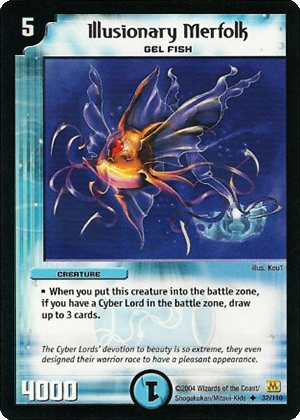 5
Illusionary Merfolk
GEL FISH
illus. Kou1
CREATURE
▪ When you put this creature into the battle zone,
if you have a Cyber Lord in the battle zone, draw
up to 3 cards.
The Cyber Lords' devotion to beauty is so extreme, they even
designed their warrior race to have a pleasant appearance.
4000
1
©2004 Wizards of the Coast/
Shogakukan/Mitsui-Kids ♦ 32/110